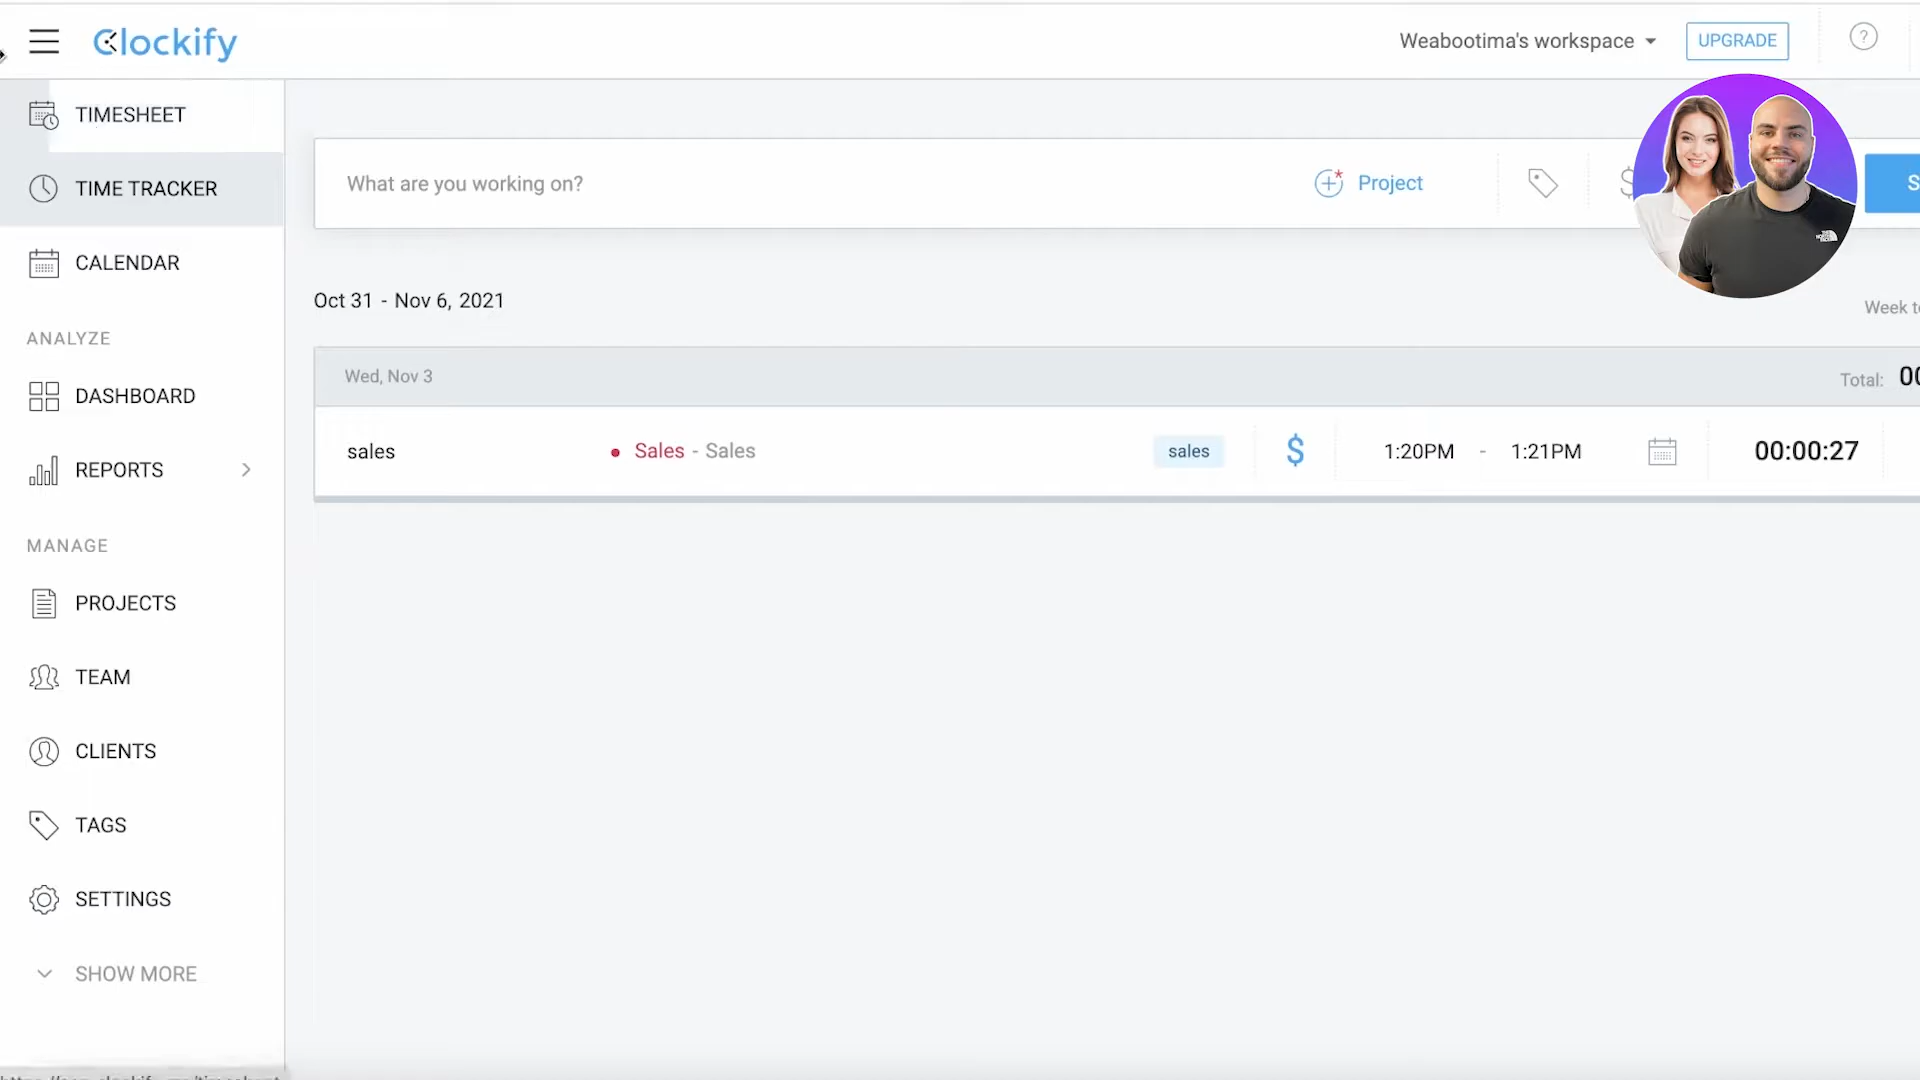 Clockify
Weabootima's workspace
UPGRADE
?
TIMESHEET
TIME TRACKER
What are you working on?
Project
$
S
CALENDAR
Oct 31 - Nov 6, 2021
Week
ANALYZE
Wed, Nov 3
Total: 00
DASHBOARD
sales
Sales - Sales
sales
$
1:20PM - 1:21PM
00:00:27
REPORTS
MANAGE
PROJECTS
TEAM
CLIENTS
TAGS
SETTINGS
SHOW MORE